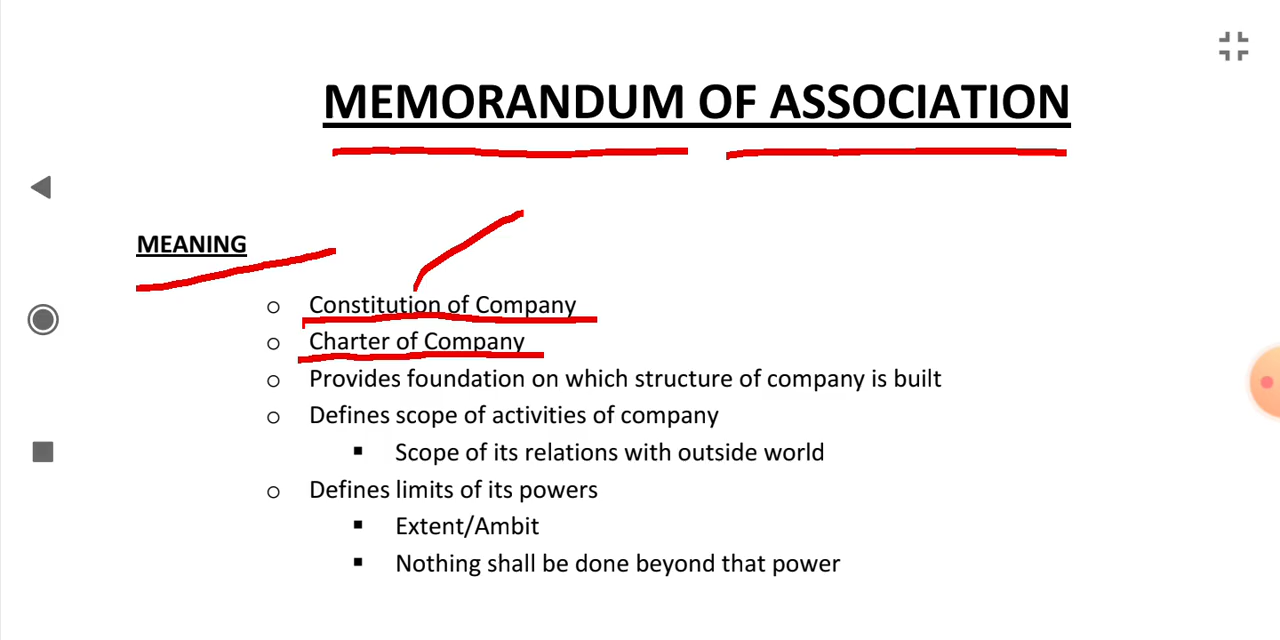 MEMORANDUM OF ASSOCIATION
MEANING
Constitution of Company
Charter of Company
Provides foundation on which structure of company is built
Defines scope of activities of company
Scope of its relations with outside world
Defines limits of its powers
Extent/Ambit
Nothing shall be done beyond that power